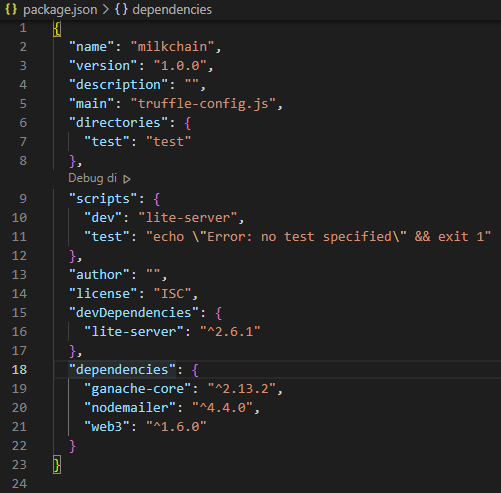 package.json > {} dependencies
1 {
2 "name": "milkchain",
3 "version": "1.0.0",
4 "description": "",
5 "main": "truffle-config.js",
6 "directories": {
7 "test": "test"
8 },
Debug di
9 "scripts": {
10 "dev": "lite-server",
11 "test": "echo \"Error: no test specified\" && exit 1"
12 },
13 "author": "",
14 "license": "ISC",
15 "devDependencies": {
16 "lite-server": "^2.6.1"
17 },
18 "dependencies": {
19 "ganache-core": "^2.13.2",
20 "nodemailer": "^4.4.0",
21 "web3": "^1.6.0"
22 }
23 }
24